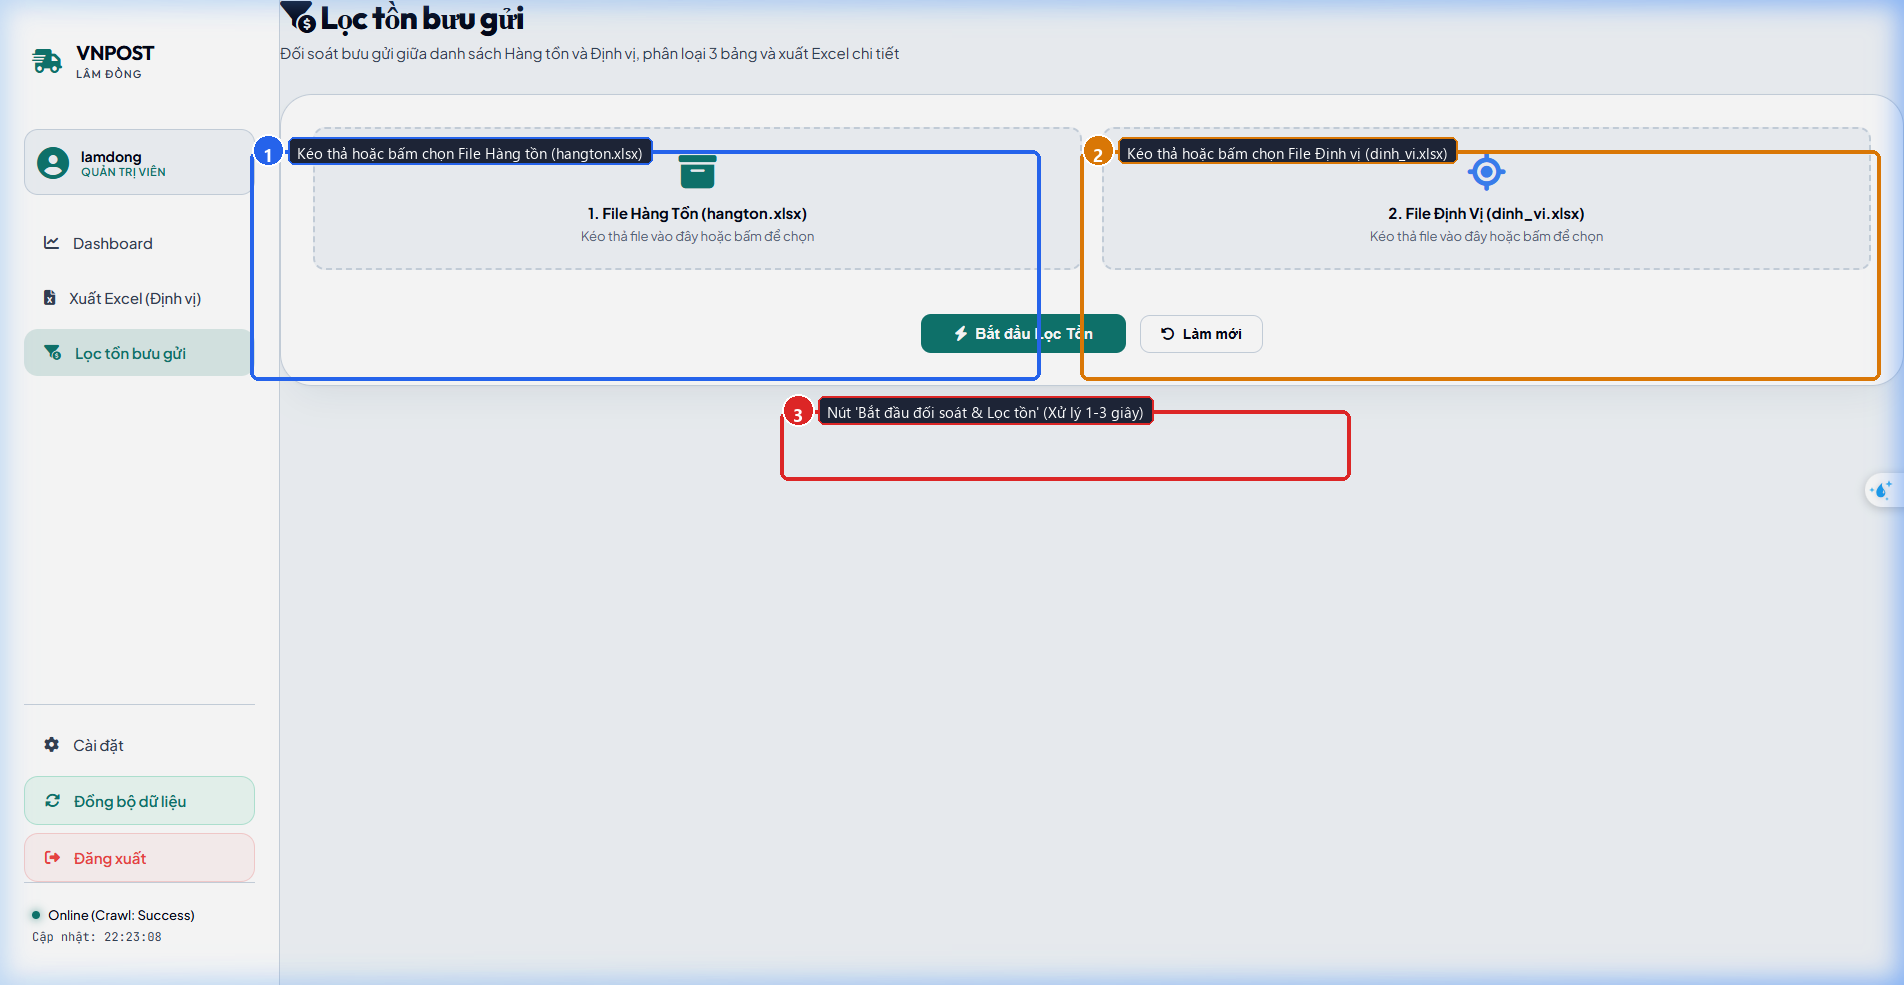 VNPOST
LÂM ĐỒNG
lamdong
QUẢN TRỊ VIÊN
Dashboard
Xuất Excel (Định vị)
Lọc tồn bưu gửi
Cài đặt
Đồng bộ dữ liệu
Đăng xuất
Online (Crawl: Success)
Cập nhật: 22:23:08
Lọc tồn bưu gửi
Đối soát bưu gửi giữa danh sách Hàng tồn và Định vị, phân loại 3 bảng và xuất Excel chi tiết
1 Kéo thả hoặc bấm chọn File Hàng tồn (hangton.xlsx)
1. File Hàng Tồn (hangton.xlsx)
Kéo thả file vào đây hoặc bấm để chọn
2 Kéo thả hoặc bấm chọn File Định vị (dinh_vi.xlsx)
2. File Định Vị (dinh_vi.xlsx)
Kéo thả file vào đây hoặc bấm để chọn
Bắt đầu Lọc Tồn
Làm mới
3 Nút 'Bắt đầu đối soát & Lọc tồn' (Xử lý 1-3 giây)